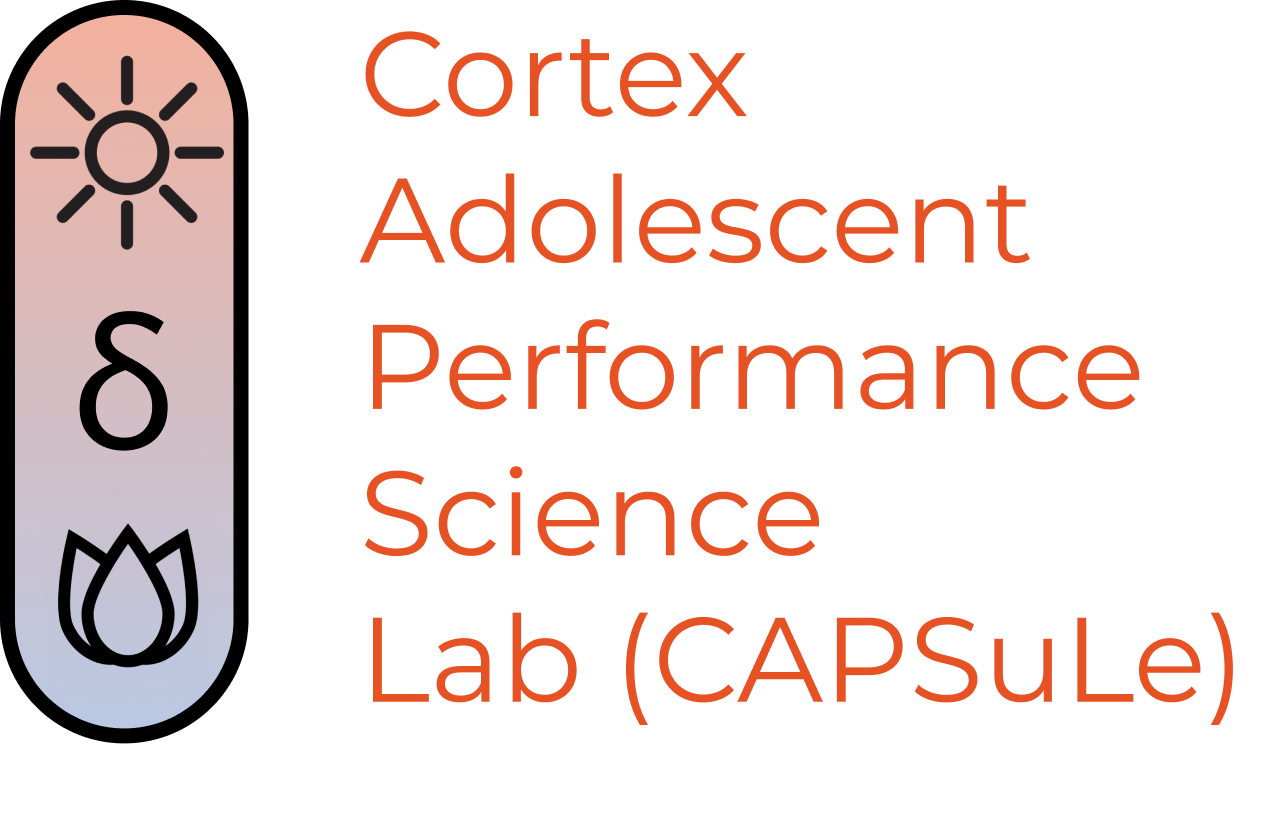 Cortex
Adolescent
Performance
Science
Lab (CAPSuLe)
δ